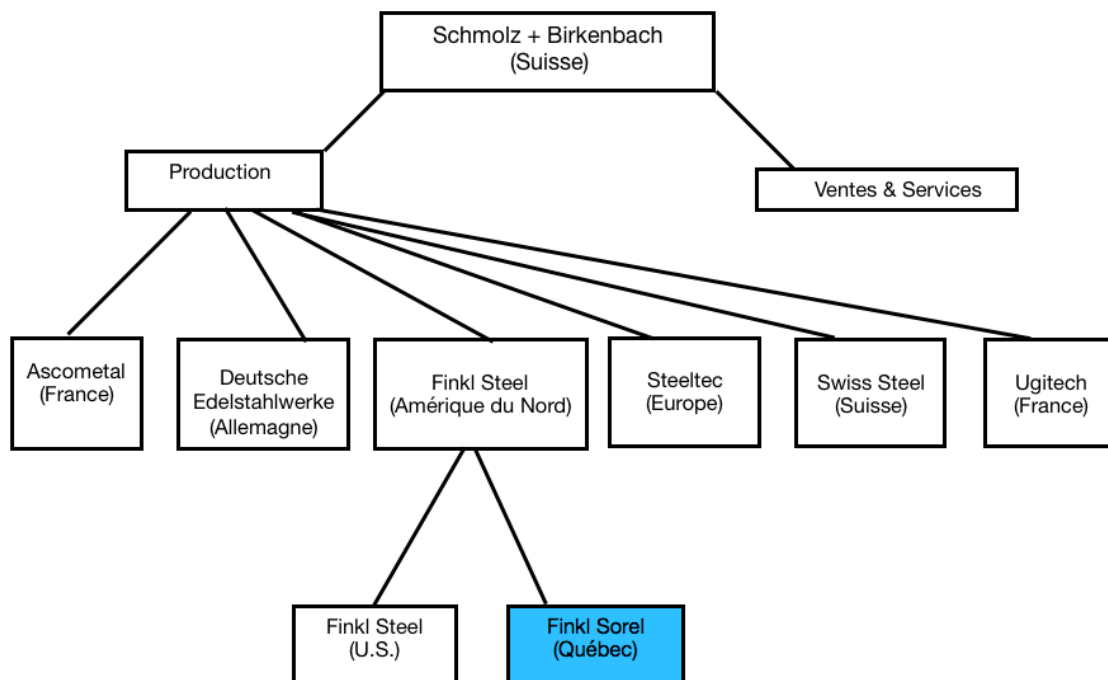 Schmolz + Birkenbach
(Suisse)
Production
Ventes & Services
Ascometal
(France)
Deutsche
Edelstahlwerke
(Allemagne)
Finkl Steel
(Amérique du Nord)
Steeltec
(Europe)
Swiss Steel
(Suisse)
Ugitech
(France)
Finkl Steel
(U.S.)
Finkl Sorel
(Québec)